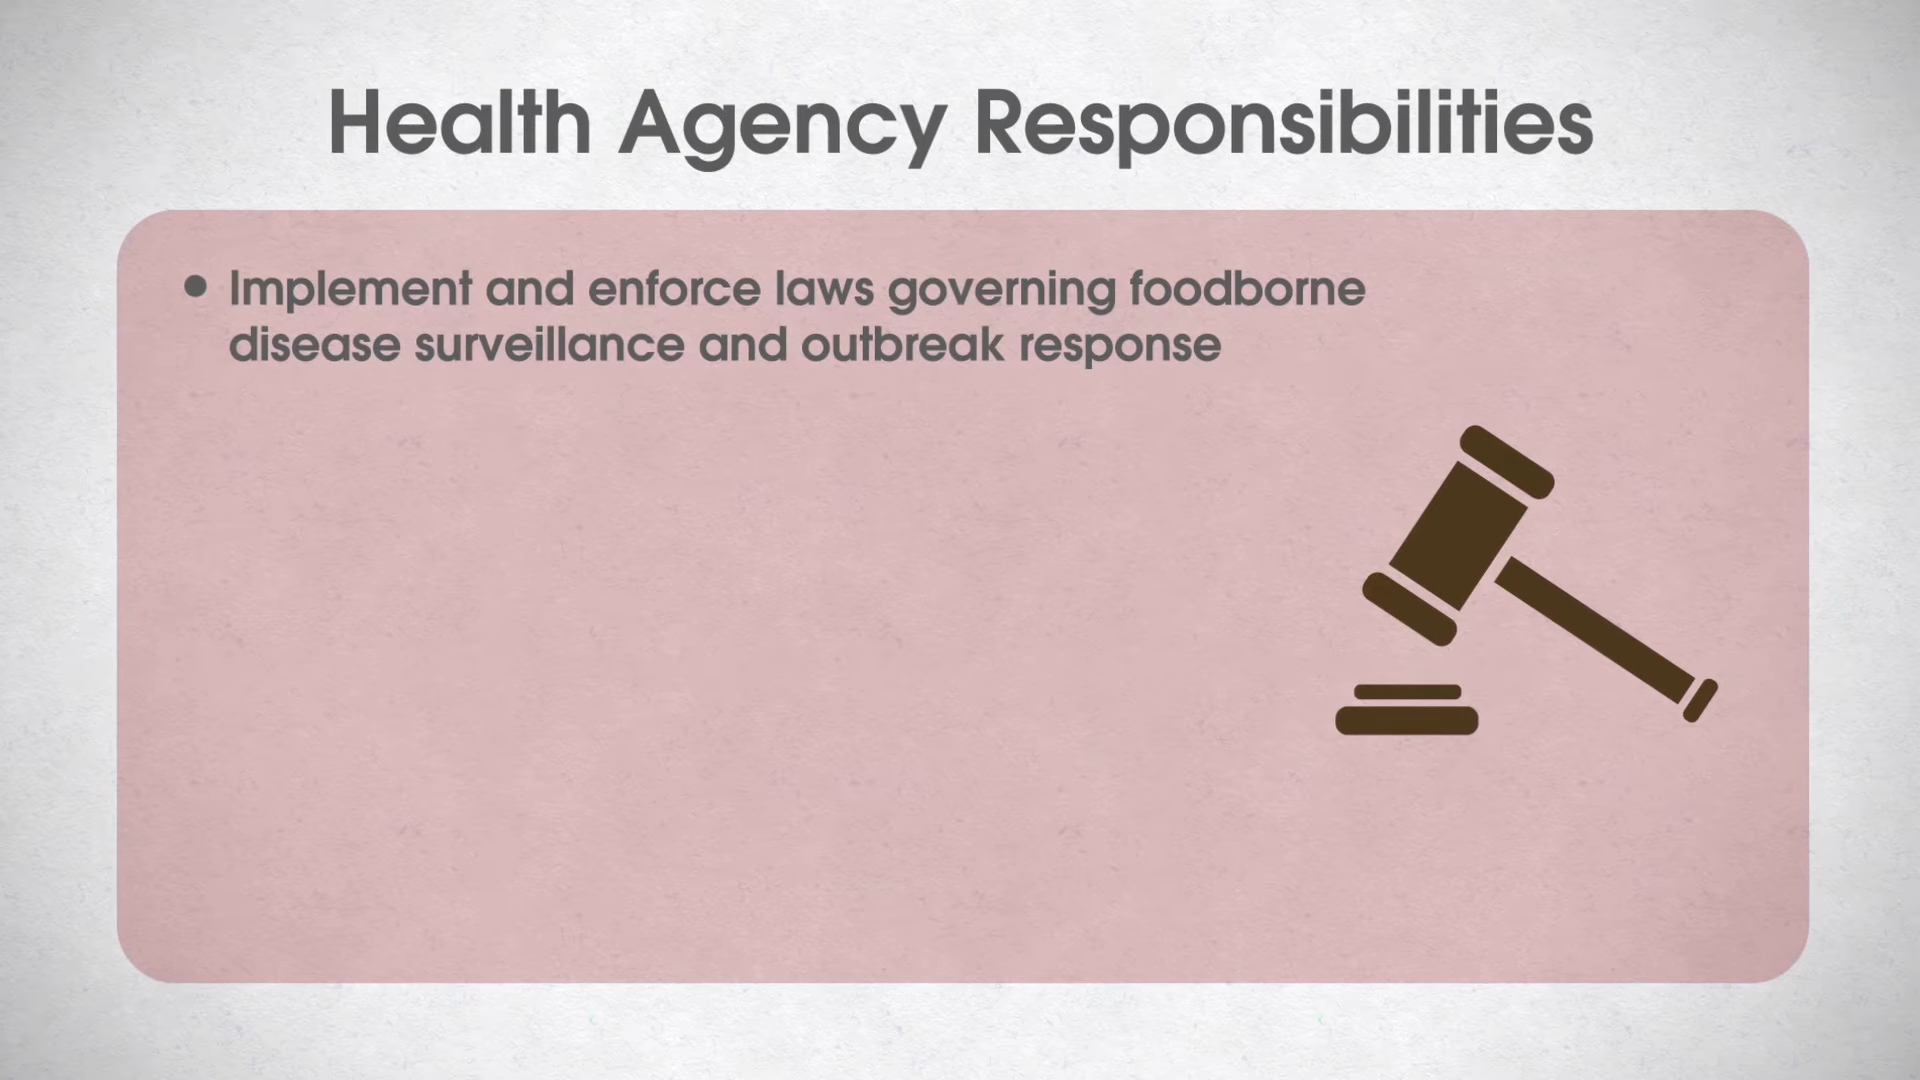 Health Agency Responsibilities
• Implement and enforce laws governing foodborne
disease surveillance and outbreak response